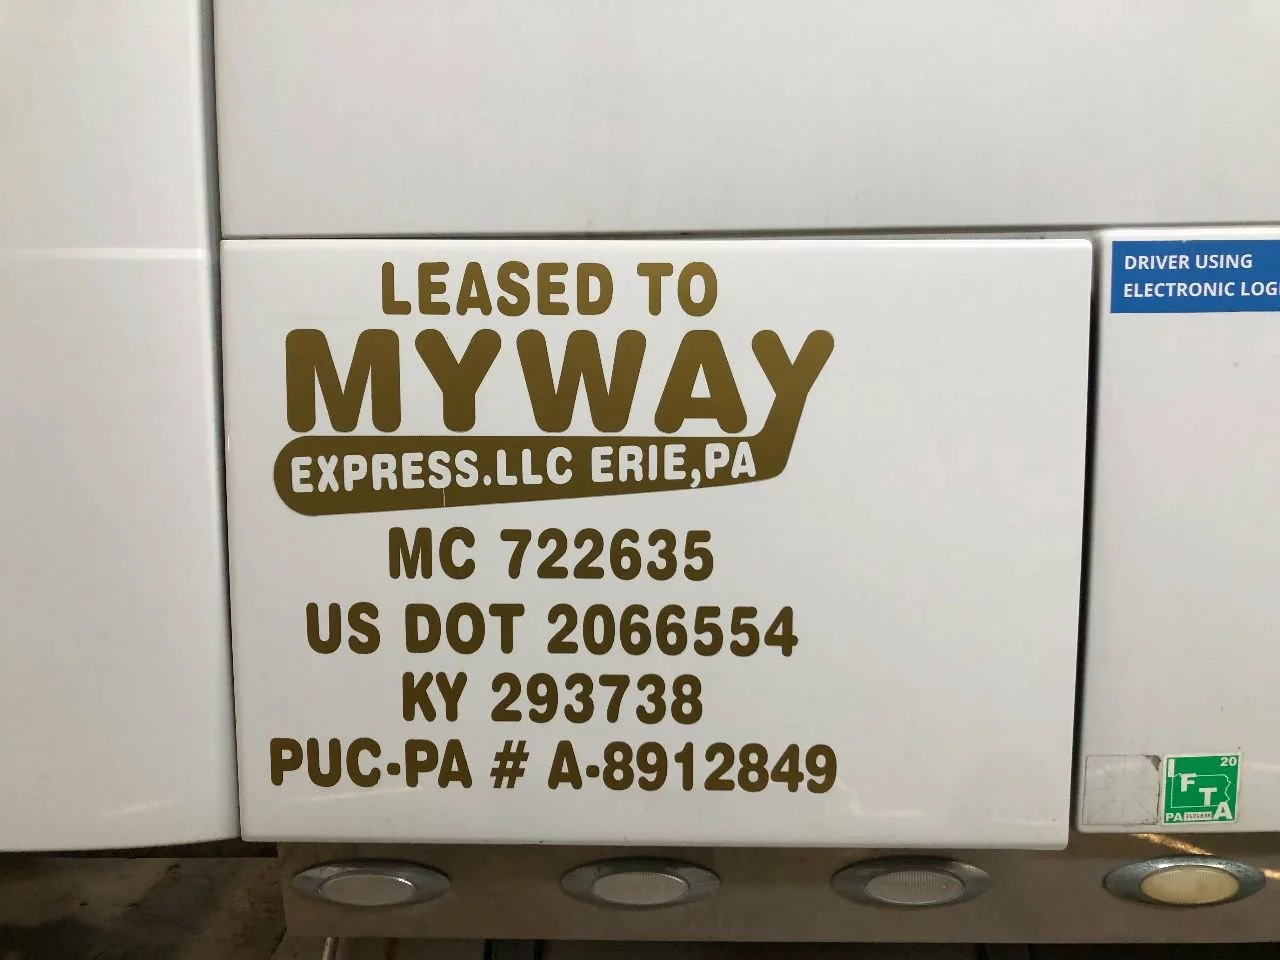 LEASED TO
MYWAY
EXPRESS.LLC ERIE,PA
MC 722635
US DOT 2066554
KY 293738
PUC-PA # A-8912849
DRIVER USING
ELECTRONIC LOG
20
IFTA
PA